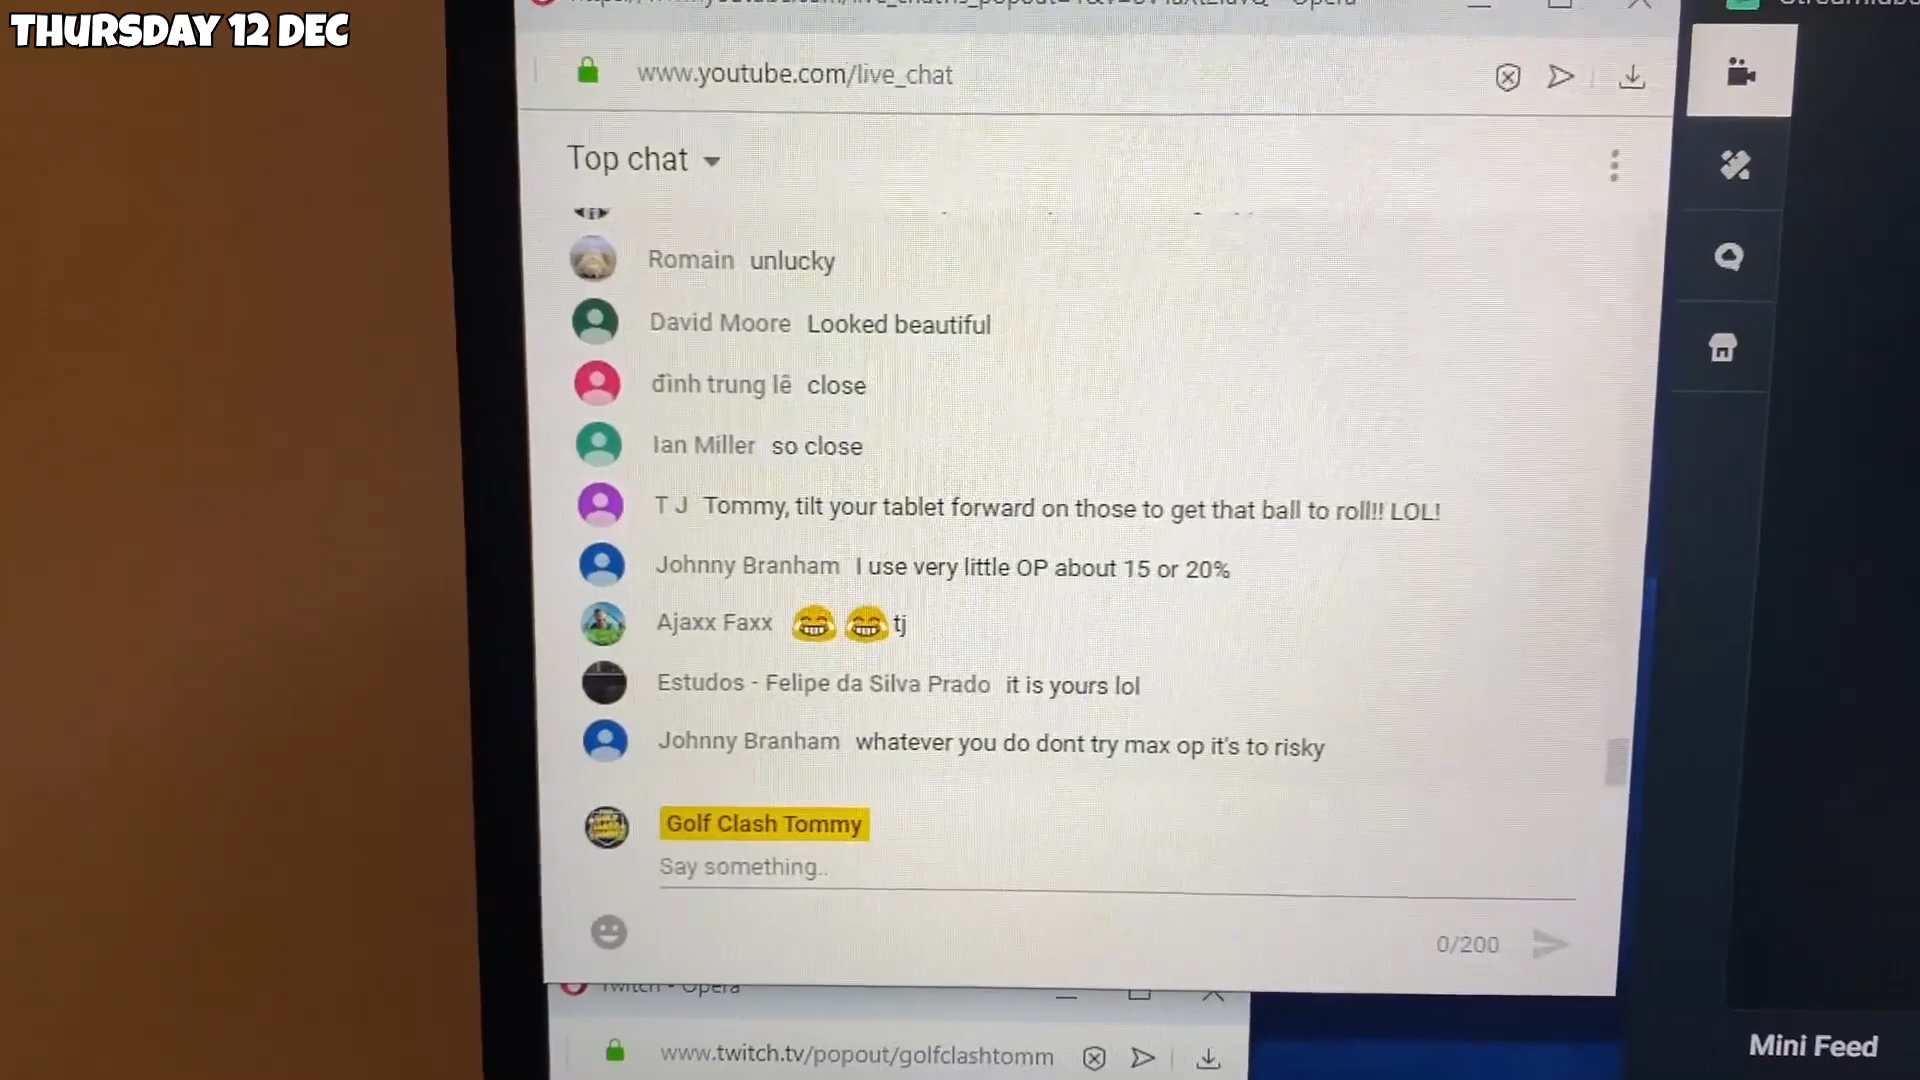 THURSDAY 12 DEC
www.youtube.com/live_chat
Top chat
Romain unlucky
David Moore Looked beautiful
đình trung lê close
Ian Miller so close
T J Tommy, tilt your tablet forward on those to get that ball to roll!! LOL!
Johnny Branham I use very little OP about 15 or 20%
Ajaxx Faxx 😂 😂 tj
Estudos - Felipe da Silva Prado it is yours lol
Johnny Branham whatever you do dont try max op it's to risky
Golf Clash Tommy
Say something..
0/200
Twitch - Opera
www.twitch.tv/popout/golfclashtomm
Mini Feed